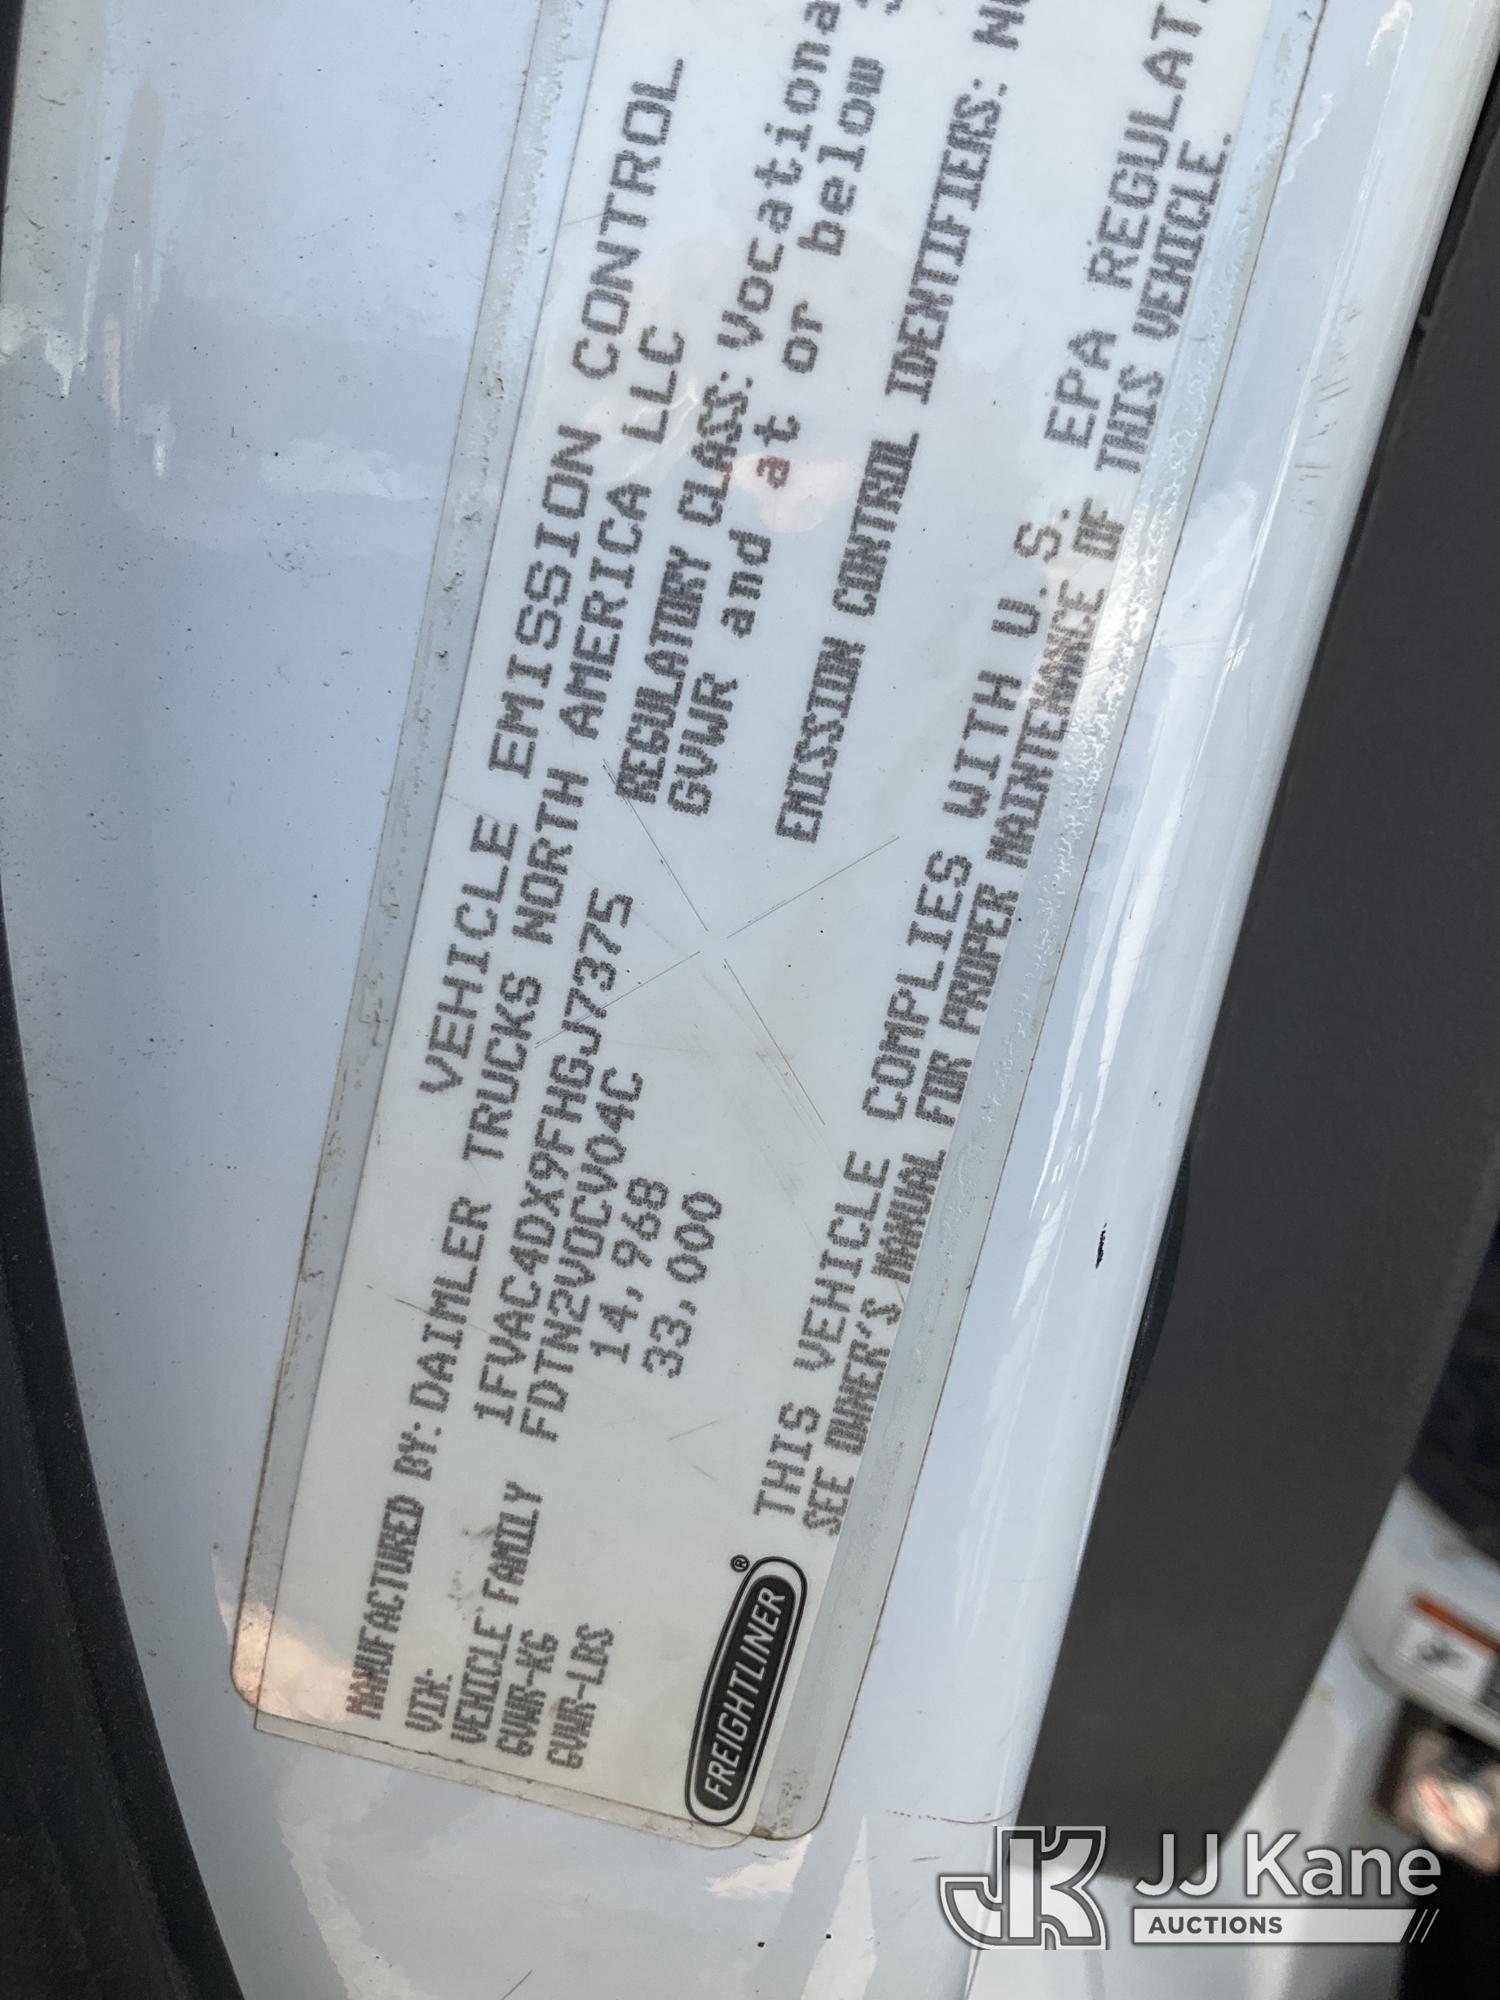 VEHICLE EMISSION CONTROL
MANUFACTURED BY: DAIMLER TRUCKS NORTH AMERICA LLC
VIN: 1FVAC4DX9FHGJ7375
VEHICLE FAMILY FDTN2VOCV04C
GVWR-KG 14,968
GVWR-LBS 33,000
REGULATORY CLASS: Vocationa
GVWR and at or below
EMISSION CONTROL IDENTIFIERS:
THIS VEHICLE COMPLIES WITH U.S. EPA REGULAT
SEE OWNER'S MANUAL FOR PROPER MAINTENANCE OF THIS VEHICLE.
FREIGHTLINER®
JK JJ Kane
AUCTIONS